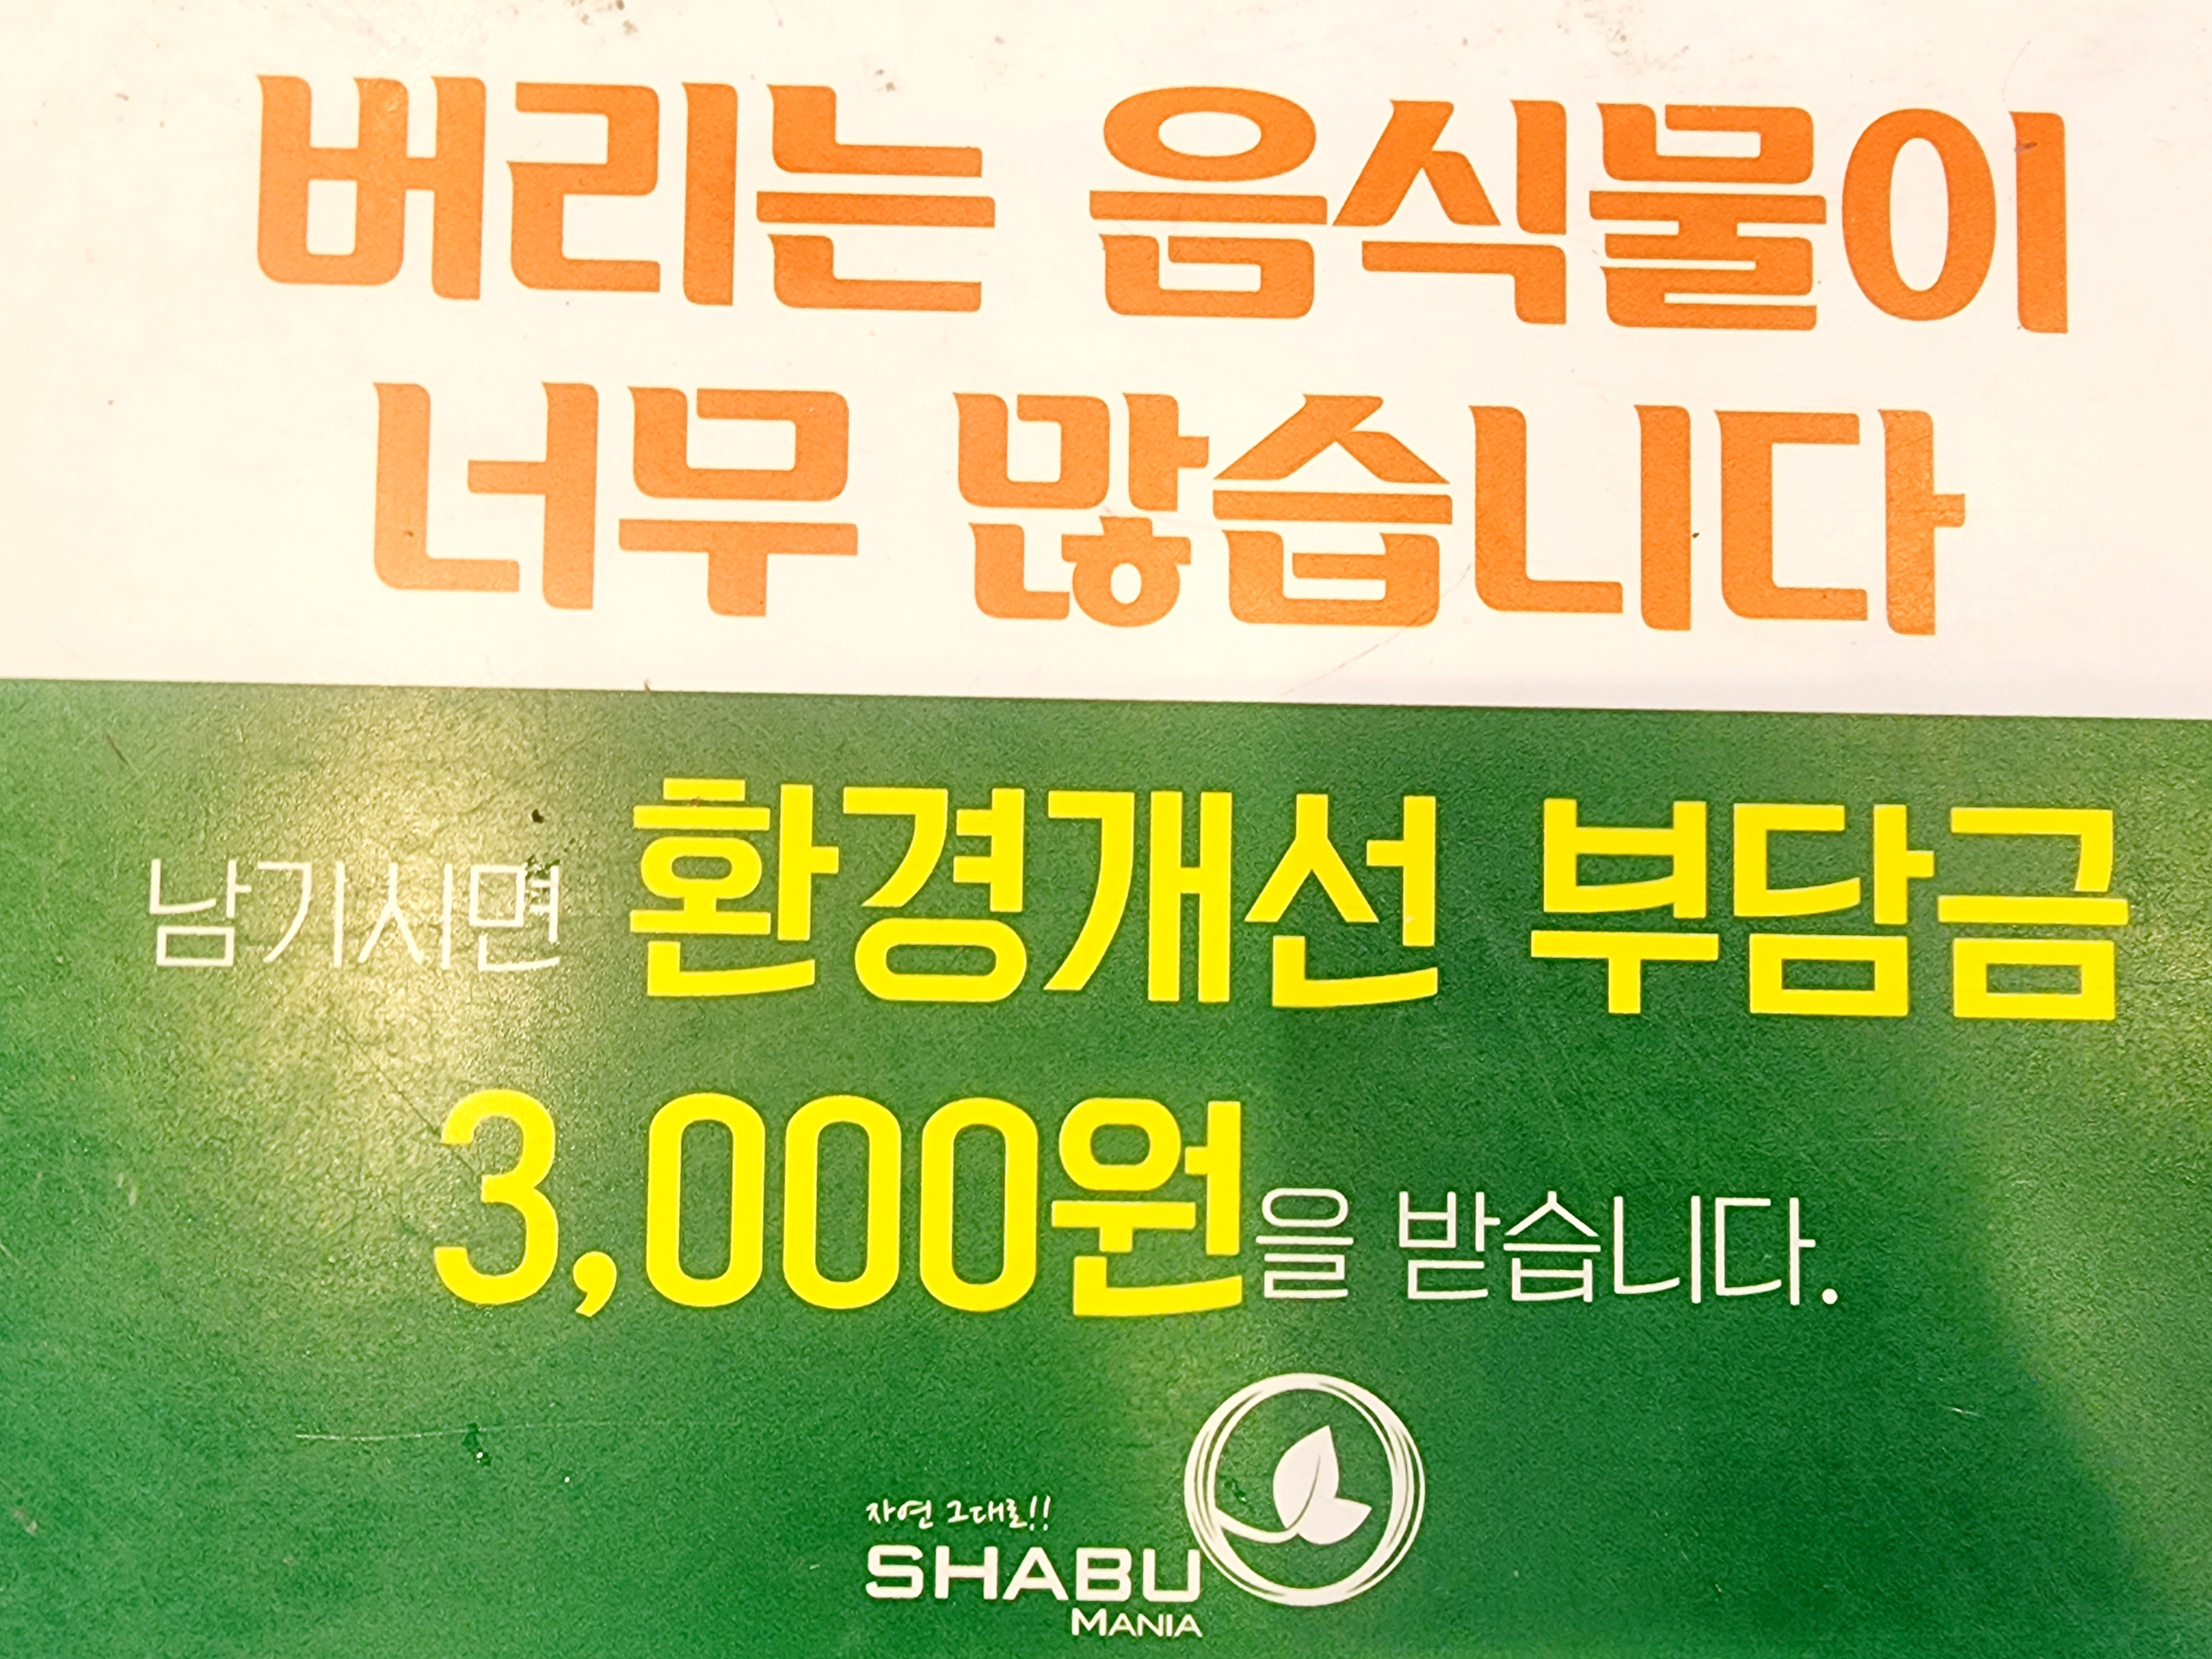 버리는 음식물이
너무 많습니다
남기시면 환경개선 부담금
3,000원을 받습니다.
자연 그대로!!
SHABU
MANIA